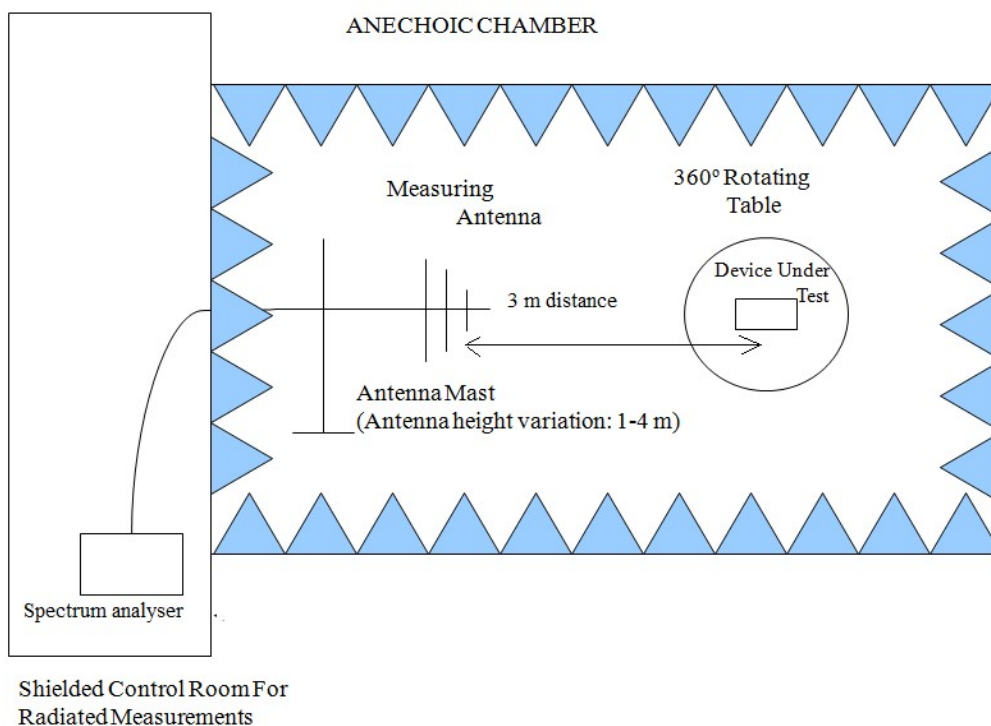 ANECHOIC CHAMBER
Measuring
Antenna
360º Rotating
Table
Device Under
Test
3 m distance
Antenna Mast
(Antenna height variation: 1-4 m)
Spectrum analyser
Shielded Control Room For
Radiated Measurements